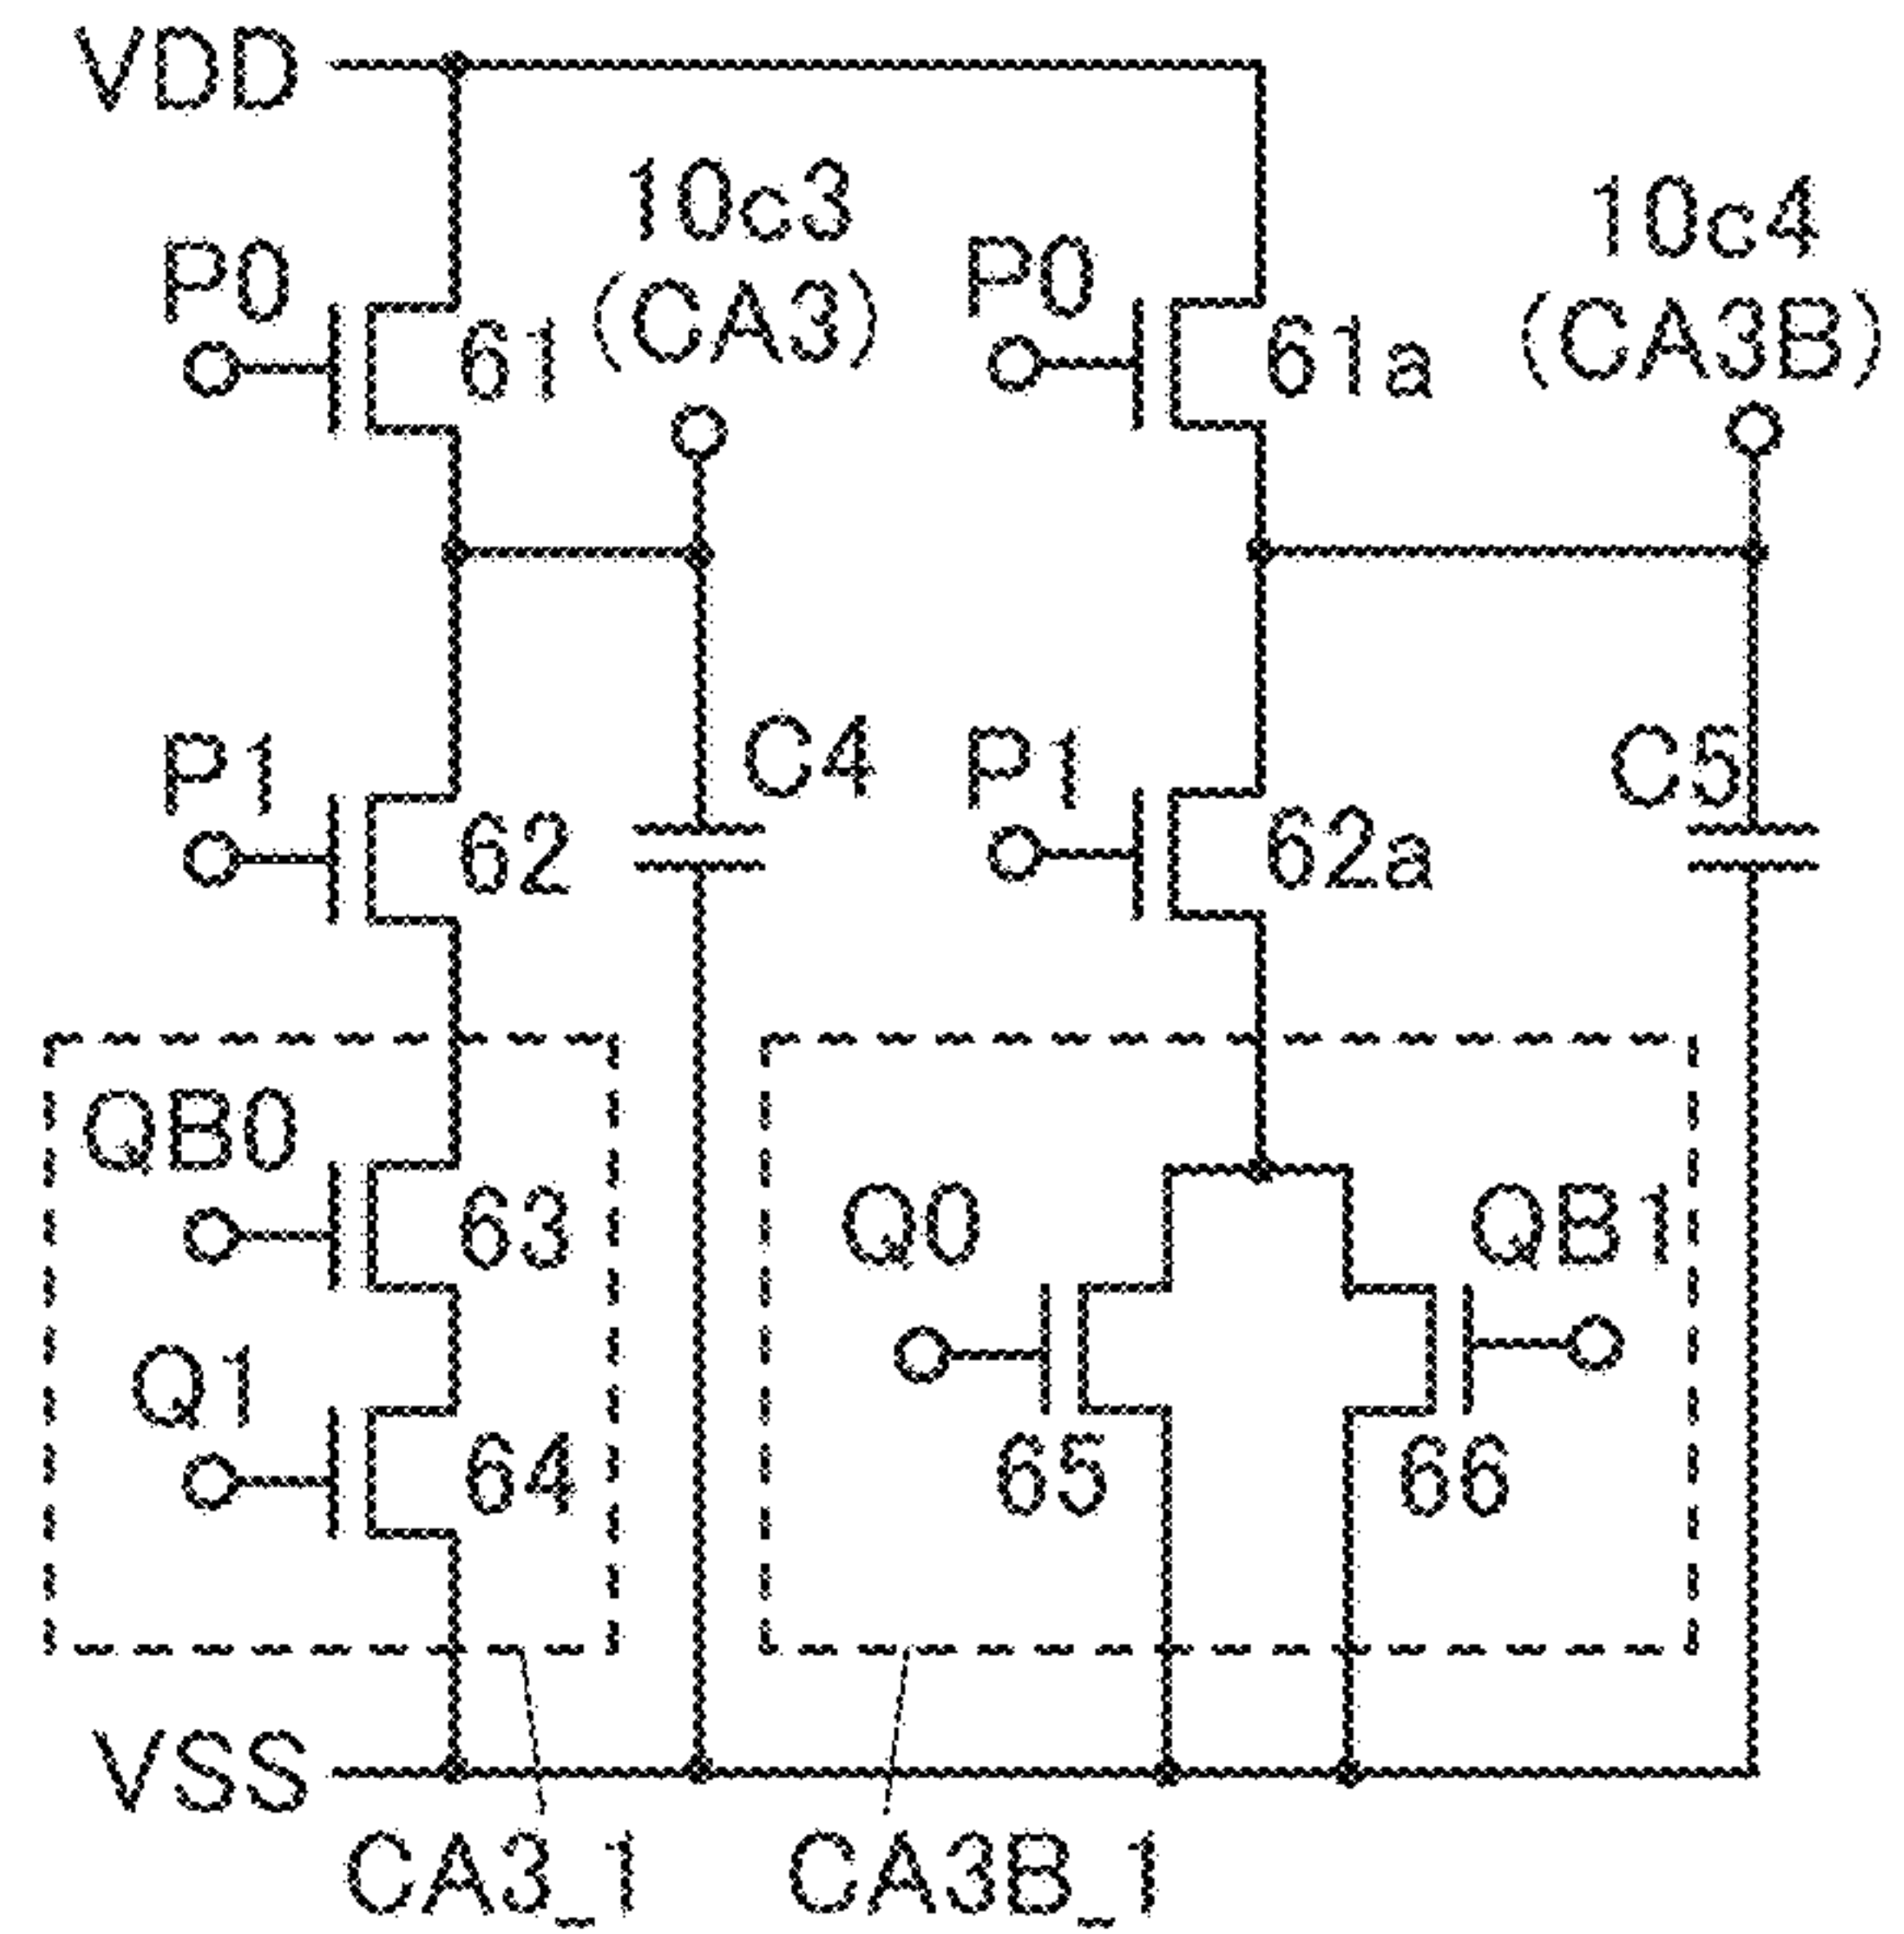 VDD
10c3
(CA3)
10c4
(CA3B)
P0
61
P0
61a
P1
62
C4
P1
62a
C5
QB0
63
Q0
QB1
Q1
64
65
66
VSS
CA3_1
CA3B_1